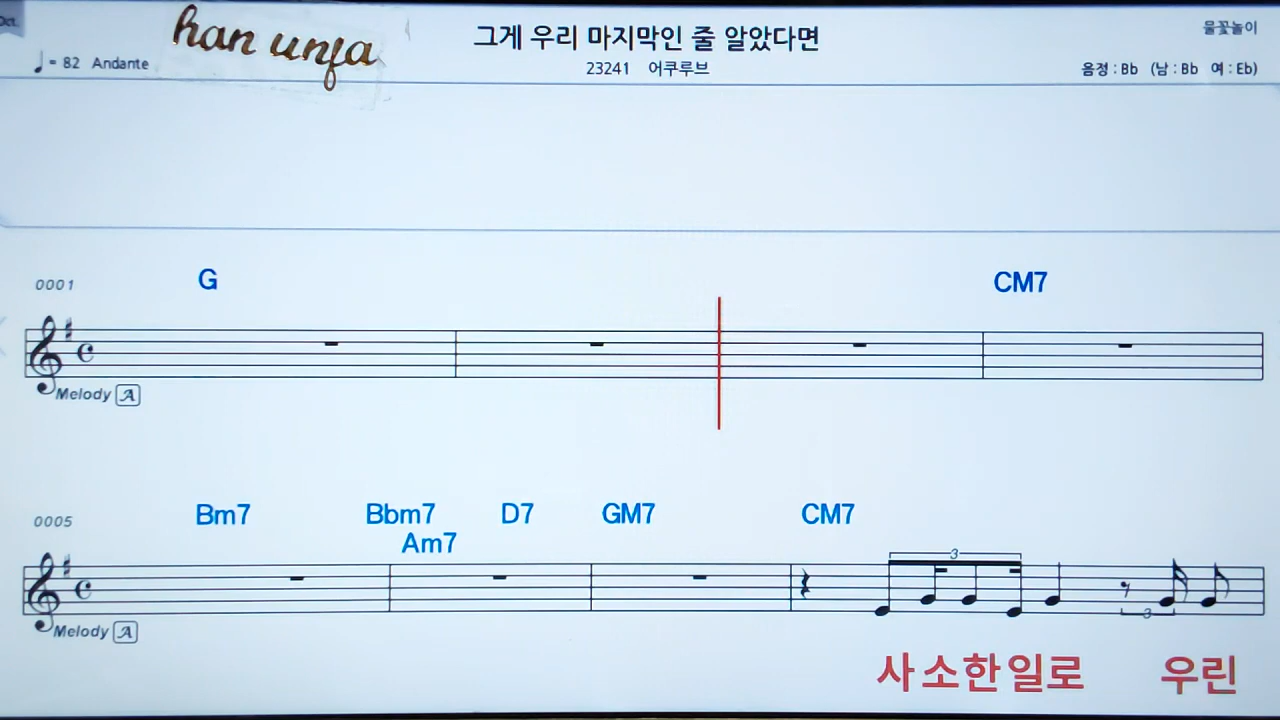 Oct.
han unja
그게 우리 마지막인 줄 알았다면
물꽃놀이
♩ = 82 Andante
23241 어쿠루브
음정 : Bb (남 : Bb 여 : Eb)
0001
G
CM7
Melody A
0005
Bm7 Bbm7 D7 GM7 CM7
Am7
3
3
Melody A
사소한일로 우린